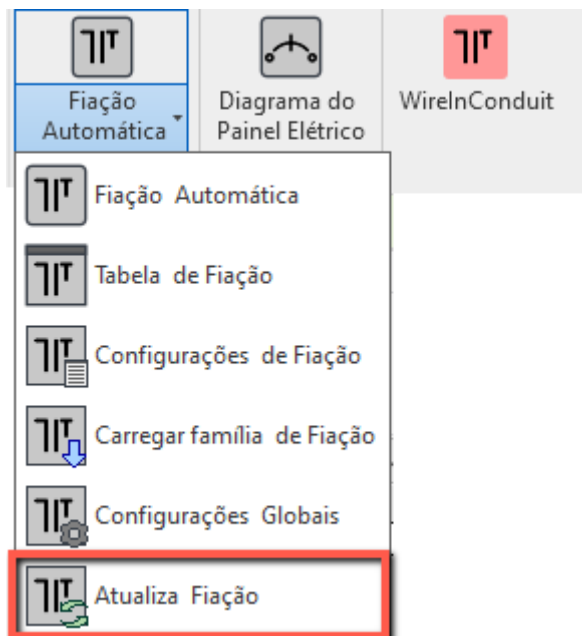 Fiação
Automática
Diagrama do
Painel Elétrico
WireInConduit
Fiação Automática
Tabela de Fiação
Configurações de Fiação
Carregar família de Fiação
Configurações Globais
Atualiza Fiação